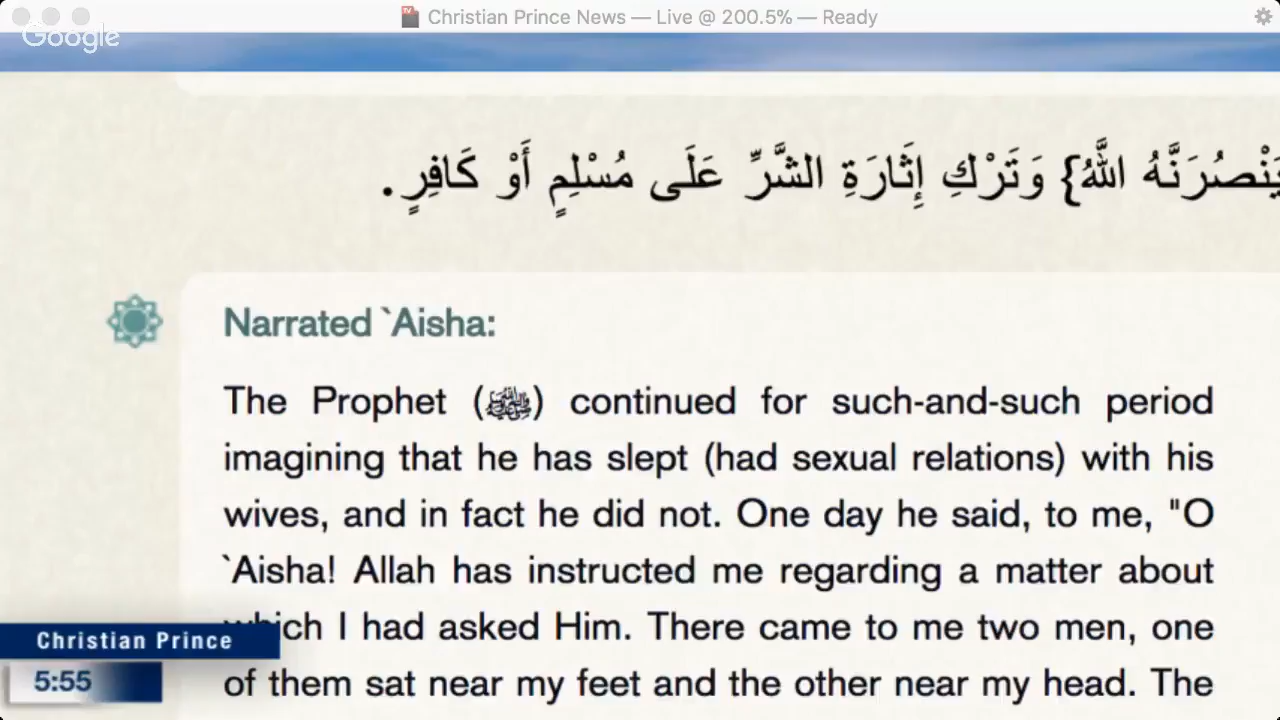 Christian Prince News — Live @ 200.5% — Ready
Google
يَنْصُرَنَّهُ اللَّهُ} وَتَرْكِ إِثَارَةِ الشَّرِّ عَلَى مُسْلِمٍ أَوْ كَافِرٍ.
Narrated `Aisha:
The Prophet (ﷺ) continued for such-and-such period
imagining that he has slept (had sexual relations) with his
wives, and in fact he did not. One day he said, to me, "O
`Aisha! Allah has instructed me regarding a matter about
which I had asked Him. There came to me two men, one
of them sat near my feet and the other near my head. The
Christian Prince
5:55